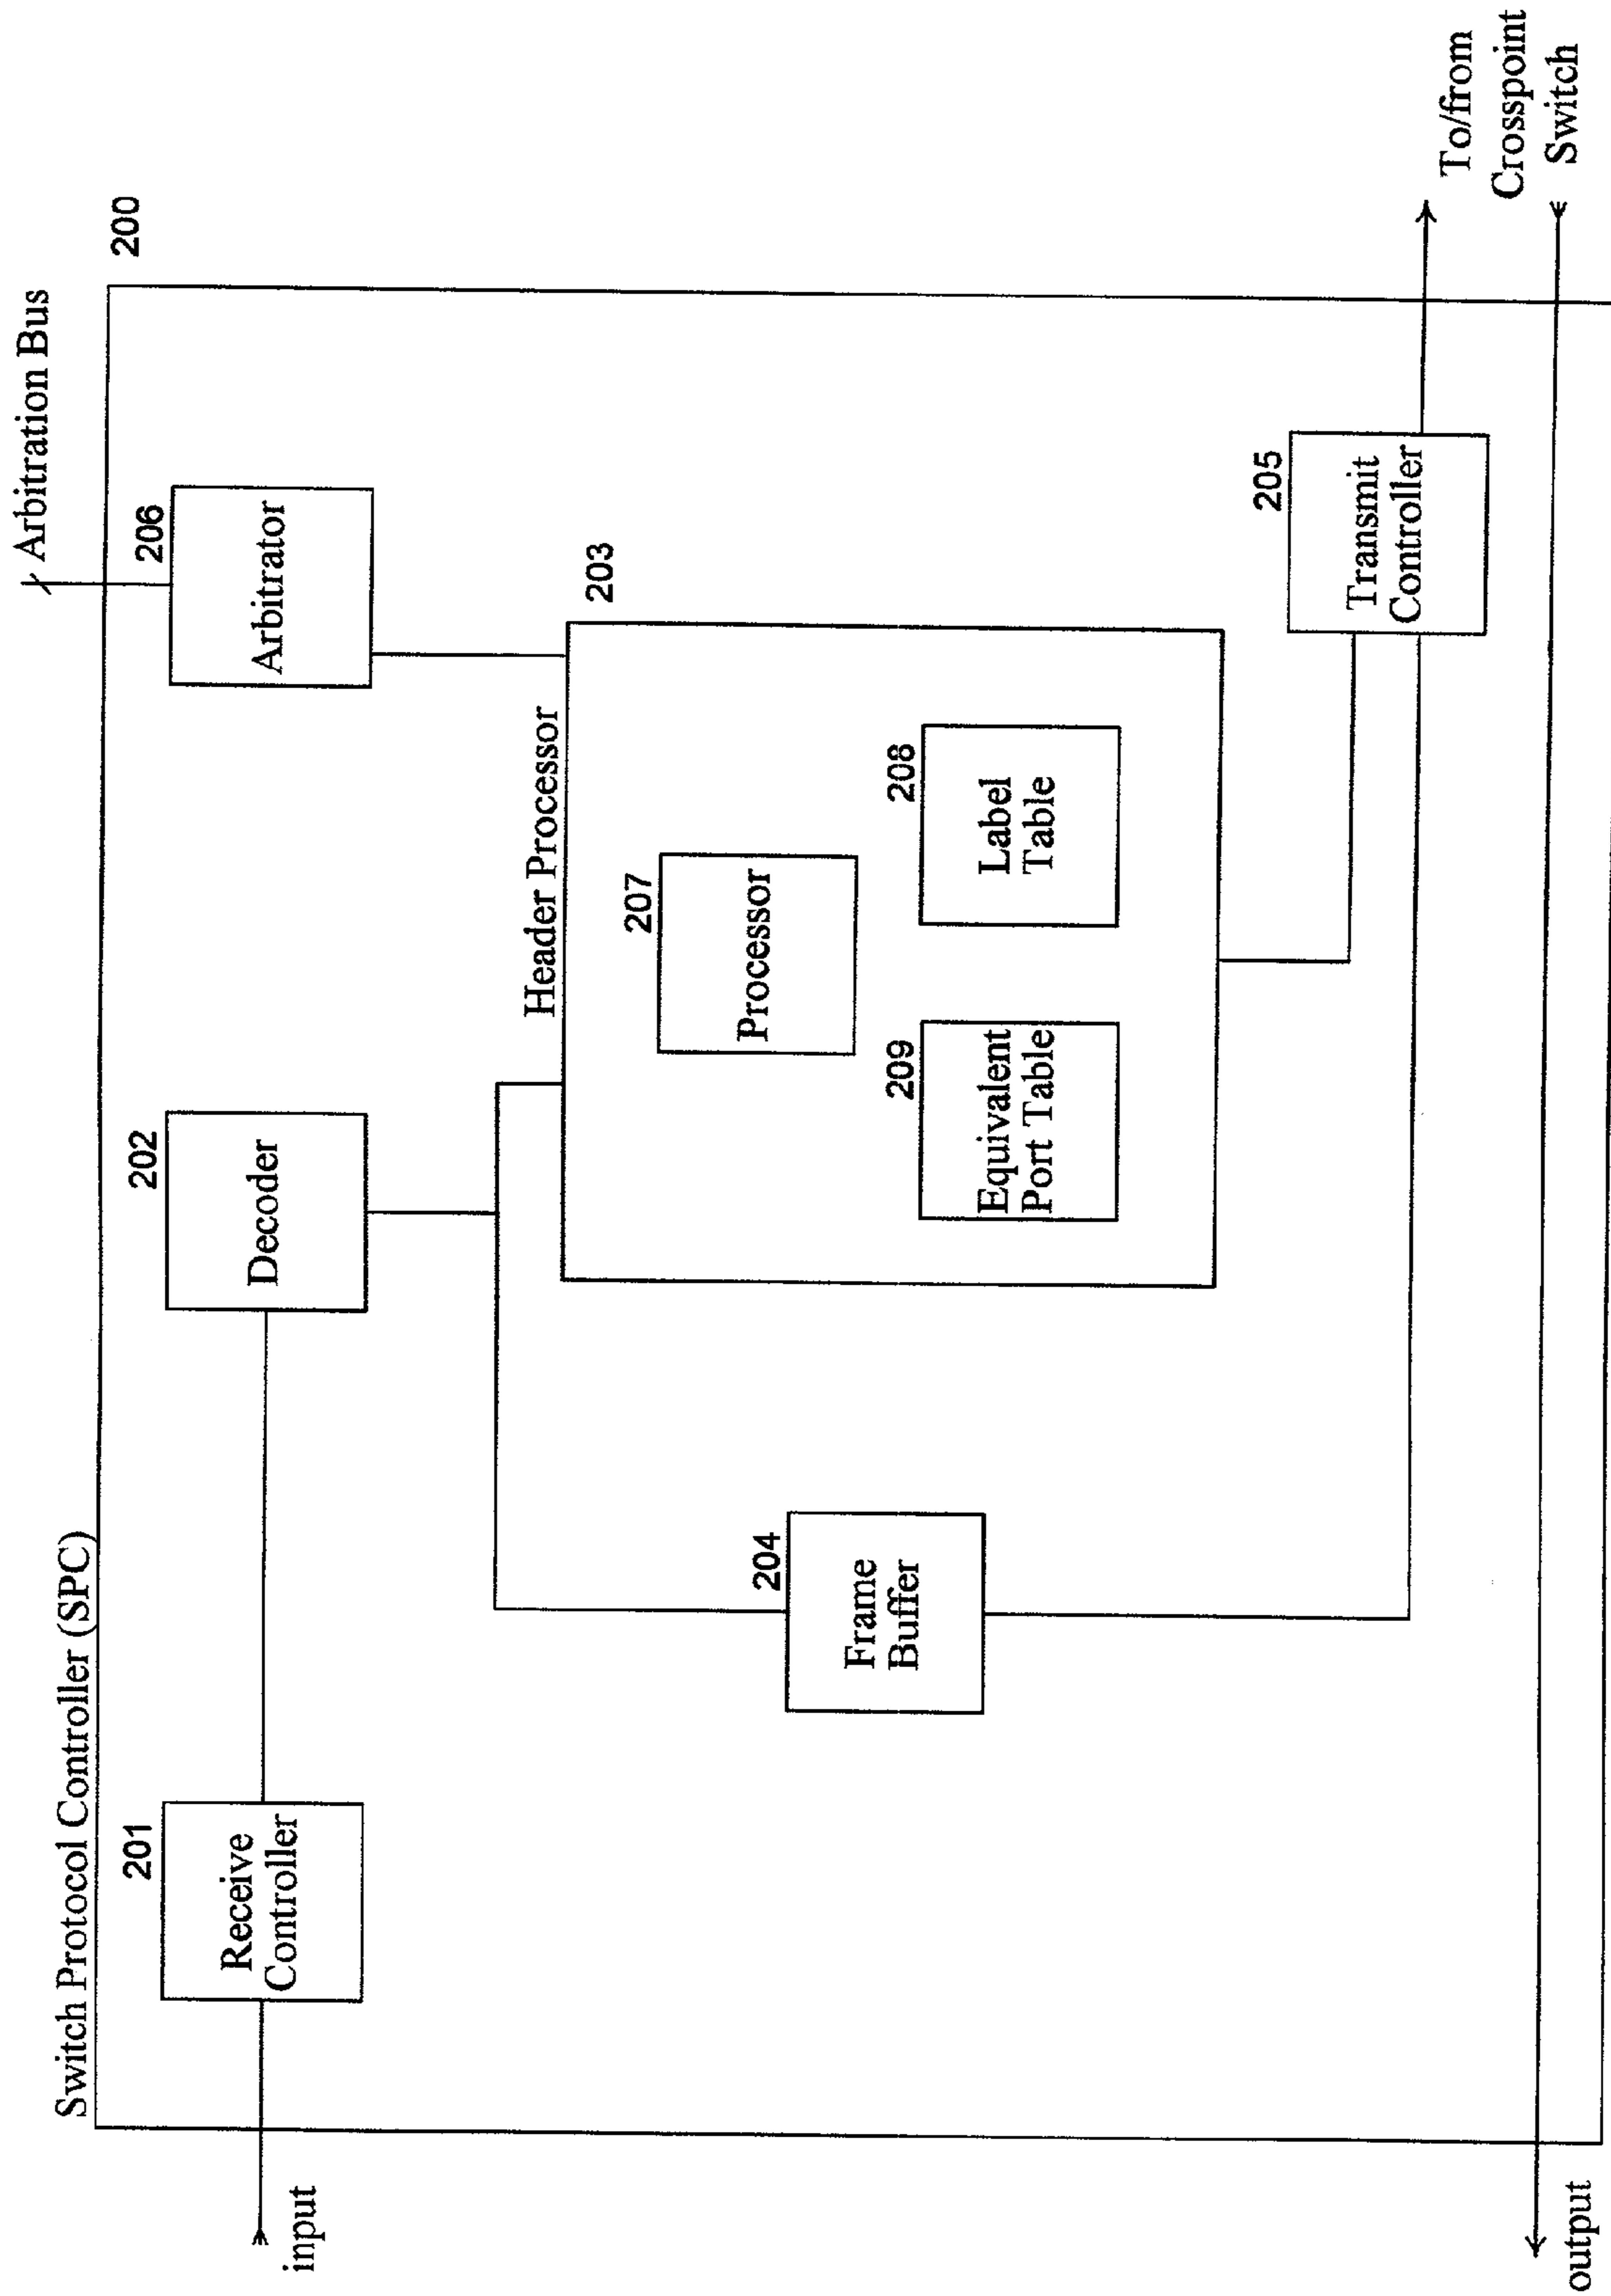 Arbitration Bus
Switch Protocol Controller (SPC)
200
201
Receive
Controller
202
Decoder
206
Arbitrator
input
Header Processor
203
207
Processor
204
Frame
Buffer
209
Equivalent
Port Table
208
Label
Table
205
Transmit
Controller
To/from
Crosspoint
Switch
output